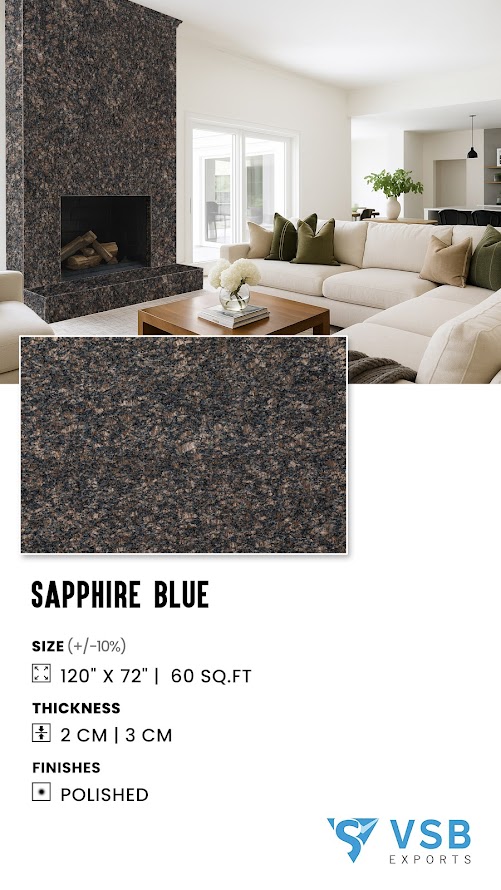 SAPPHIRE BLUE
SIZE (+/-10%)
120" X 72" | 60 SQ.FT
THICKNESS
2 CM | 3 CM
FINISHES
POLISHED
VSB
EXPORTS